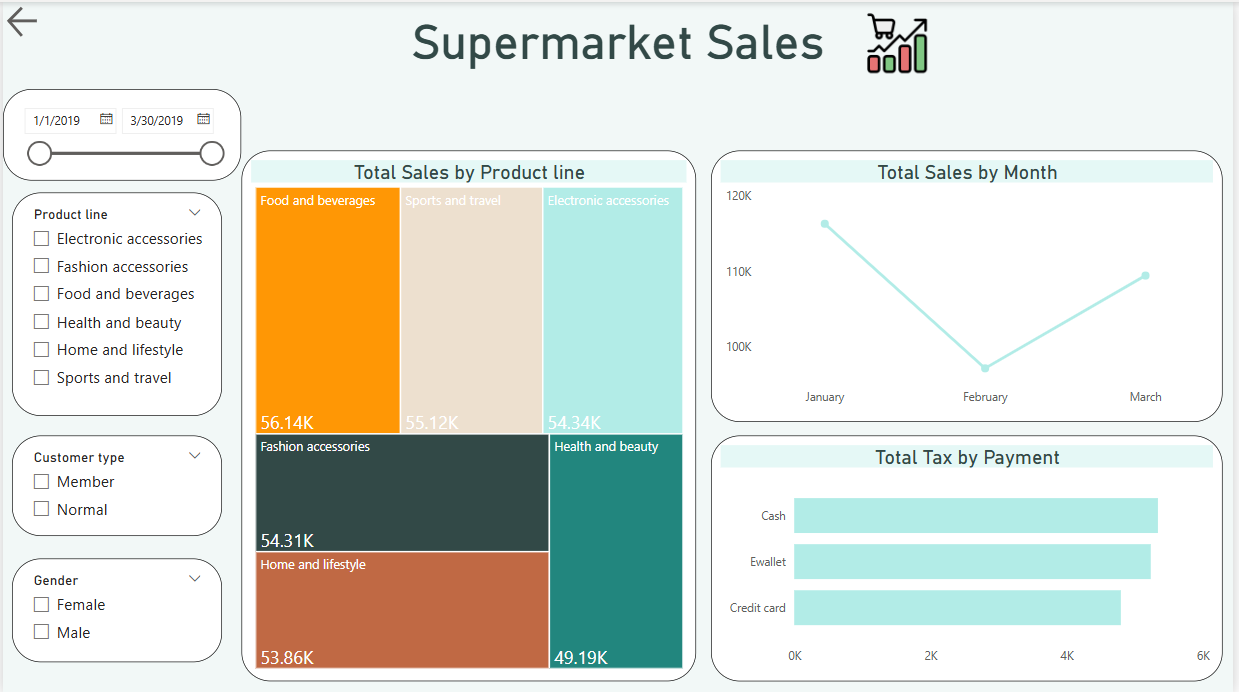 Supermarket Sales
1/1/2019
3/30/2019
Product line
Electronic accessories
Fashion accessories
Food and beverages
Health and beauty
Home and lifestyle
Sports and travel
Customer type
Member
Normal
Gender
Female
Male
Total Sales by Product line
Food and beverages
56.14K
Sports and travel
55.12K
Electronic accessories
54.34K
Fashion accessories
54.31K
Home and lifestyle
53.86K
Health and beauty
49.19K
Total Sales by Month
120K
110K
100K
January
February
March
Total Tax by Payment
Cash
Ewallet
Credit card
0K
2K
4K
6K